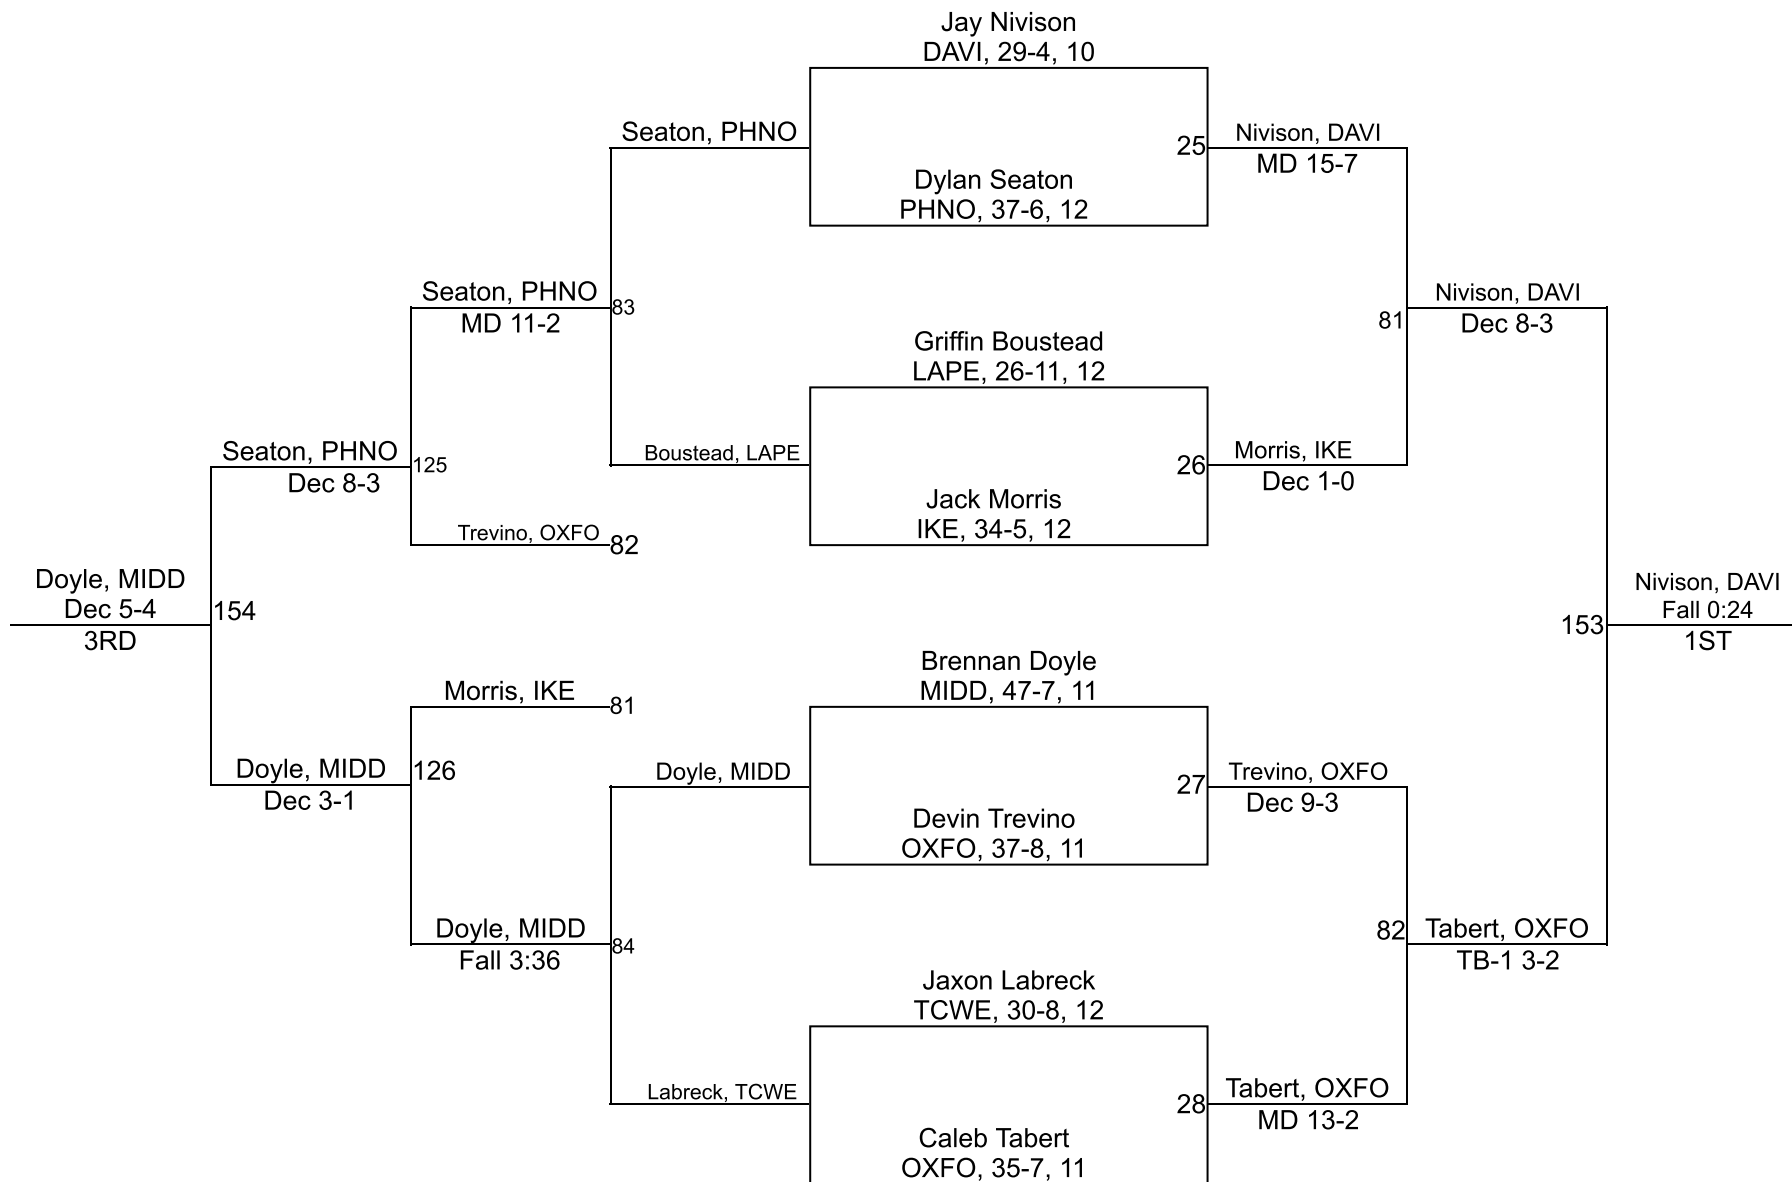 Jay Nivison
DAVI, 29-4, 10
Seaton, PHNO
25
Nivison, DAVI
MD 15-7
Dylan Seaton
PHNO, 37-6, 12
Seaton, PHNO
MD 11-2
83
81
Nivison, DAVI
Dec 8-3
Griffin Boustead
LAPE, 26-11, 12
Seaton, PHNO
Dec 8-3
125
Boustead, LAPE
26
Morris, IKE
Dec 1-0
Jack Morris
IKE, 34-5, 12
Trevino, OXFO
82
Doyle, MIDD
Dec 5-4
3RD
154
153
Nivison, DAVI
Fall 0:24
1ST
Brennan Doyle
MIDD, 47-7, 11
Morris, IKE
81
Doyle, MIDD
Dec 3-1
126
Doyle, MIDD
27
Trevino, OXFO
Dec 9-3
Devin Trevino
OXFO, 37-8, 11
Doyle, MIDD
Fall 3:36
84
82
Tabert, OXFO
TB-1 3-2
Jaxon Labreck
TCWE, 30-8, 12
Labreck, TCWE
28
Tabert, OXFO
MD 13-2
Caleb Tabert
OXFO, 35-7, 11